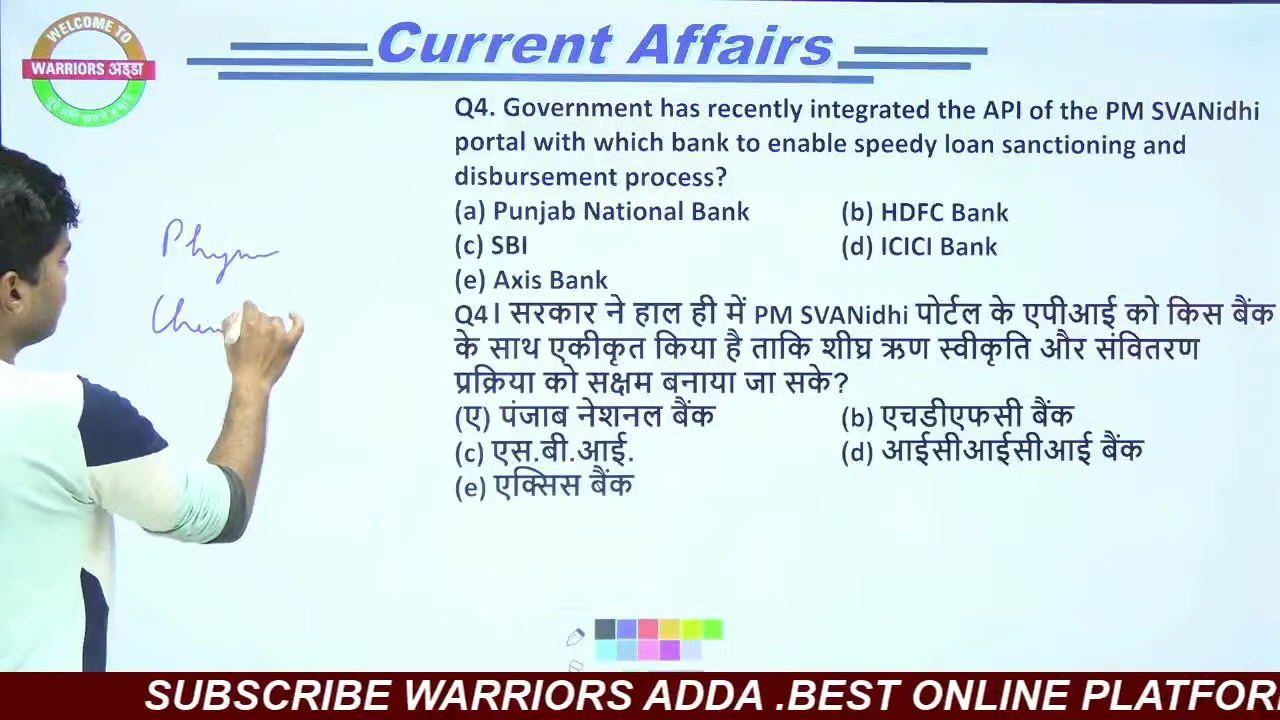 WELCOME TO
WARRIORS अड्डा
Current Affairs
Q4. Government has recently integrated the API of the PM SVANidhi
portal with which bank to enable speedy loan sanctioning and
disbursement process?
(a) Punjab National Bank (b) HDFC Bank
(c) SBI (d) ICICI Bank
(e) Axis Bank
Q4। सरकार ने हाल ही में PM SVANidhi पोर्टल के एपीआई को किस बैंक
के साथ एकीकृत किया है ताकि शीघ्र ऋण स्वीकृति और संवितरण
प्रक्रिया को सक्षम बनाया जा सके?
(ए) पंजाब नेशनल बैंक (b) एचडीएफसी बैंक
(c) एस.बी.आई. (d) आईसीआईसीआई बैंक
(e) एक्सिस बैंक
Chem
SUBSCRIBE WARRIORS ADDA .BEST ONLINE PLATFOR